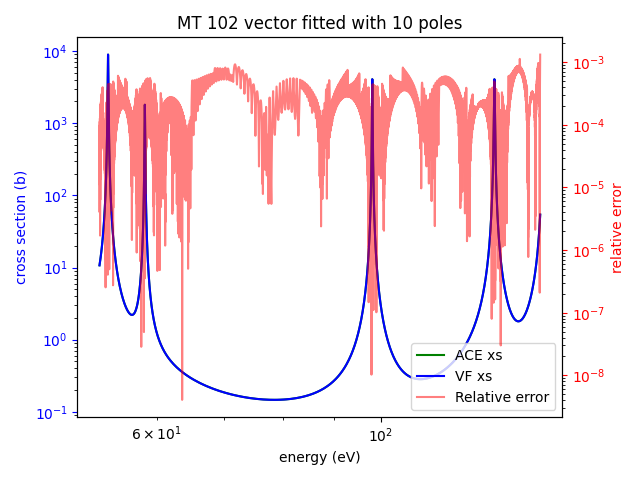 MT 102 vector fitted with 10 poles
10⁴
10³
10²
10¹
10⁰
10⁻¹
cross section (b)
10⁻³
10⁻⁴
10⁻⁵
10⁻⁶
10⁻⁷
10⁻⁸
relative error
ACE xs
VF xs
Relative error
6 × 10¹
10²
energy (eV)